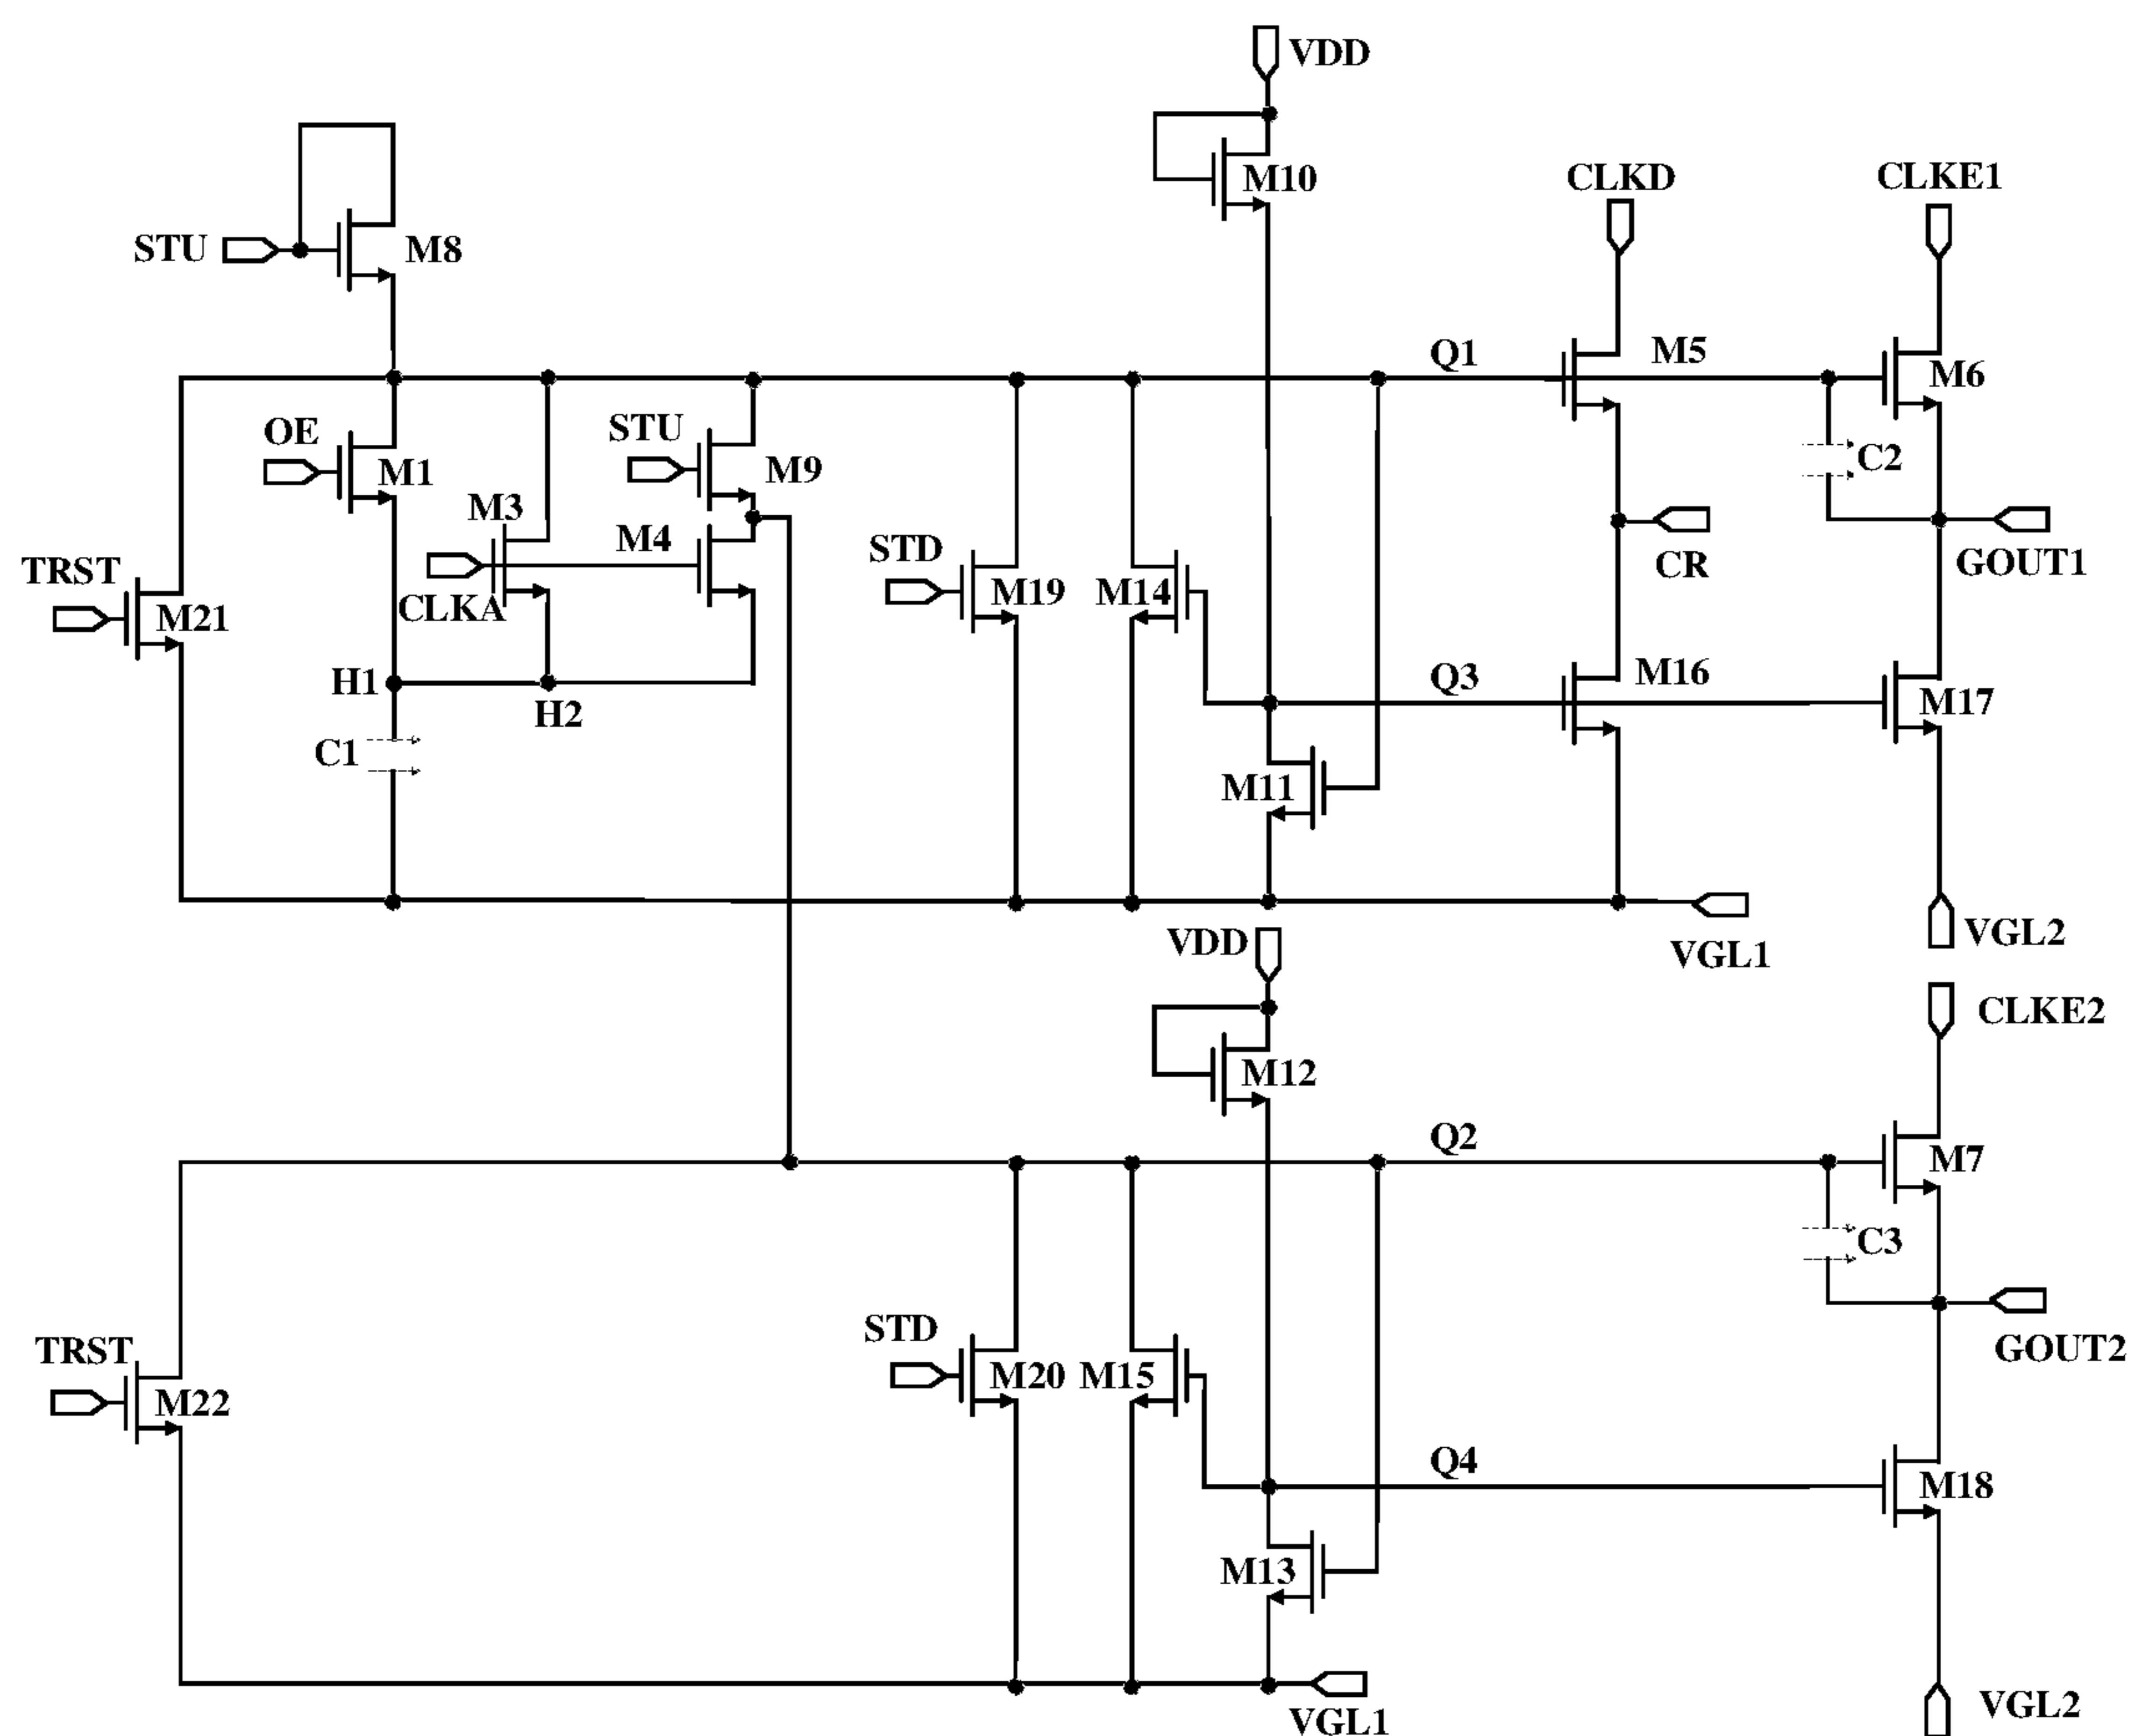 VDD
M10
CLKD
CLKE1
STU
M8
Q1
M5
M6
OE
M1
STU
M9
C2
M3
M4
STD
CR
GOUT1
TRST
M21
CLKA
M19
M14
H1
H2
Q3
M16
M17
C1
M11
VDD
VGL1
VGL2
CLKE2
M12
Q2
M7
C3
STD
TRST
M20
M15
GOUT2
M22
Q4
M18
M13
VGL1
VGL2